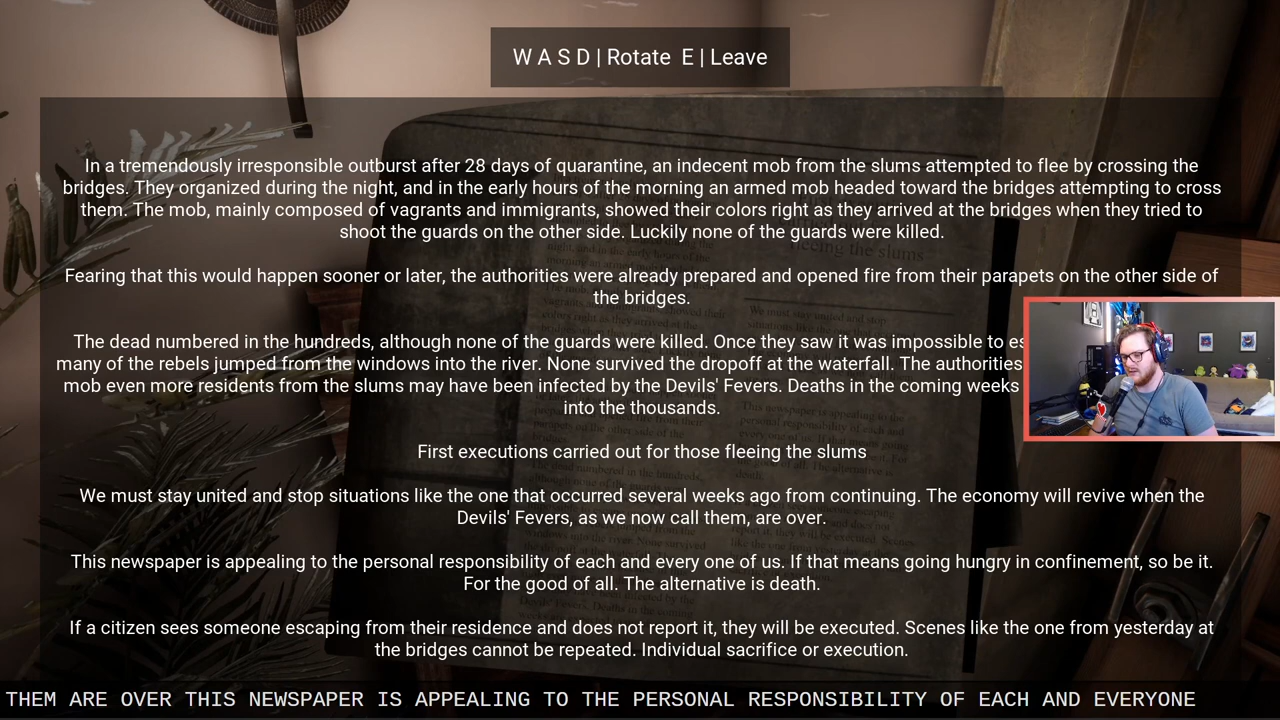 W A S D | Rotate E | Leave
In a tremendously irresponsible outburst after 28 days of quarantine, an indecent mob from the slums attempted to flee by crossing the
bridges. They organized during the night, and in the early hours of the morning an armed mob headed toward the bridges attempting to cross
them. The mob, mainly composed of vagrants and immigrants, showed their colors right as they arrived at the bridges when they tried to
shoot the guards on the other side. Luckily none of the guards were killed.
Fearing that this would happen sooner or later, the authorities were already prepared and opened fire from their parapets on the other side of
the bridges.
The dead numbered in the hundreds, although none of the guards were killed. Once they saw it was impossible to
many of the rebels jumped from the windows into the river. None survived the dropoff at the waterfall. The authorities
mob even more residents from the slums may have been infected by the Devils' Fevers. Deaths in the coming weeks
into the thousands.
First executions carried out for those fleeing the slums
We must stay united and stop situations like the one that occurred several weeks ago from continuing. The economy will revive when the
Devils' Fevers, as we now call them, are over.
This newspaper is appealing to the personal responsibility of each and every one of us. If that means going hungry in confinement, so be it.
For the good of all. The alternative is death.
If a citizen sees someone escaping from their residence and does not report it, they will be executed. Scenes like the one from yesterday at
the bridges cannot be repeated. Individual sacrifice or execution.
THEM ARE OVER THIS NEWSPAPER IS APPEALING TO THE PERSONAL RESPONSIBILITY OF EACH AND EVERYONE